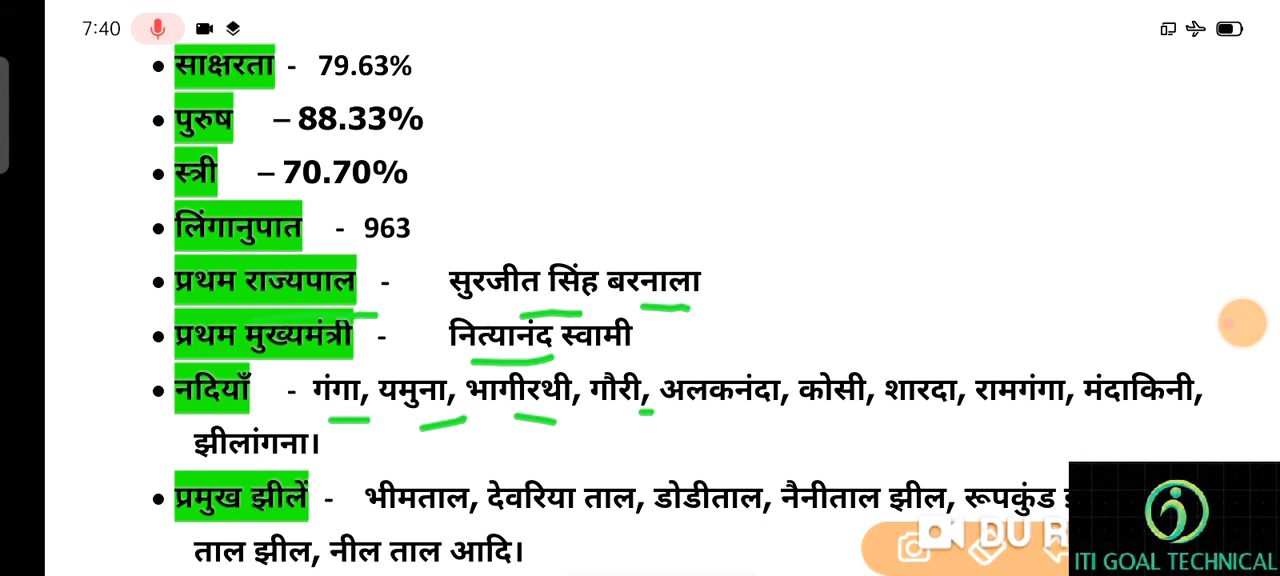 7:40
• साक्षरता - 79.63%
• पुरुष – 88.33%
• स्त्री – 70.70%
• लिंगानुपात - 963
• प्रथम राज्यपाल - सुरजीत सिंह बरनाला
• प्रथम मुख्यमंत्री - नित्यानंद स्वामी
• नदियाँ - गंगा, यमुना, भागीरथी, गौरी, अलकनंदा, कोसी, शारदा, रामगंगा, मंदाकिनी,
झीलांगना।
• प्रमुख झीलें - भीमताल, देवरिया ताल, डोडीताल, नैनीताल झील, रूपकुंड
ताल झील, नील ताल आदि।
DU R
ITI GOAL TECHNICAL